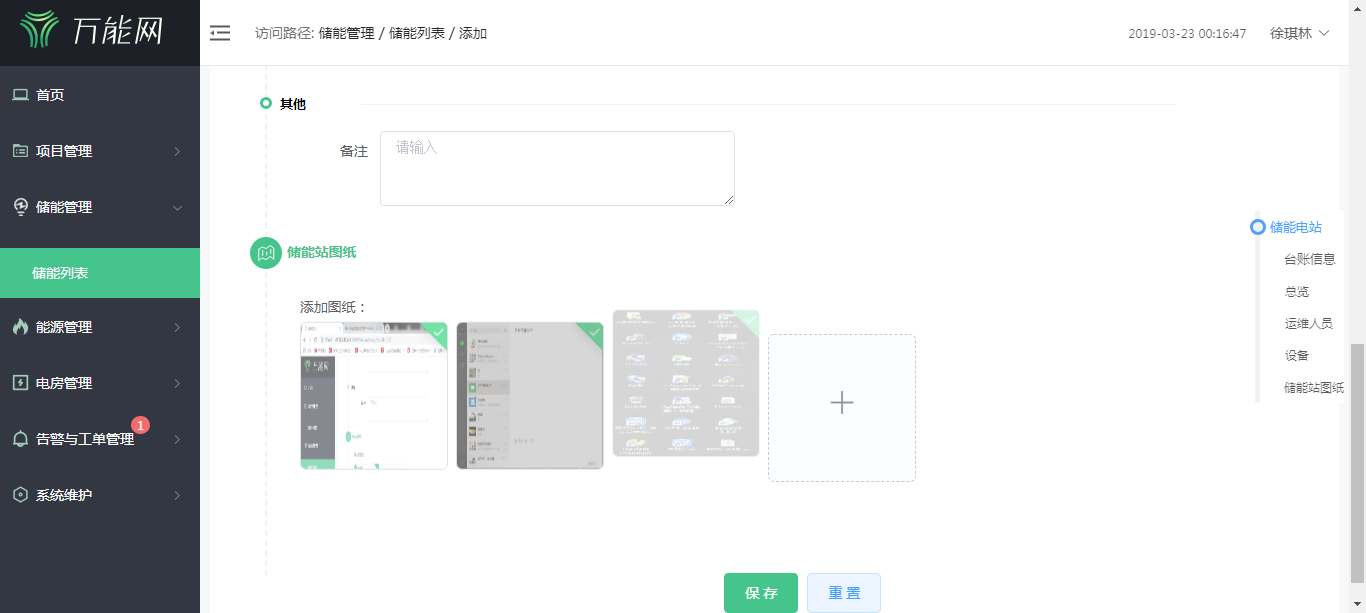 万能网
访问路径: 储能管理 / 储能列表 / 添加
2019-03-23 00:16:47
徐琪林
首页
项目管理
储能管理
储能列表
能源管理
电房管理
告警与工单管理
1
系统维护
其他
备注
请输入
储能站图纸
添加图纸：
保存
重置
储能电站
台账信息
总览
运维人员
设备
储能站图纸